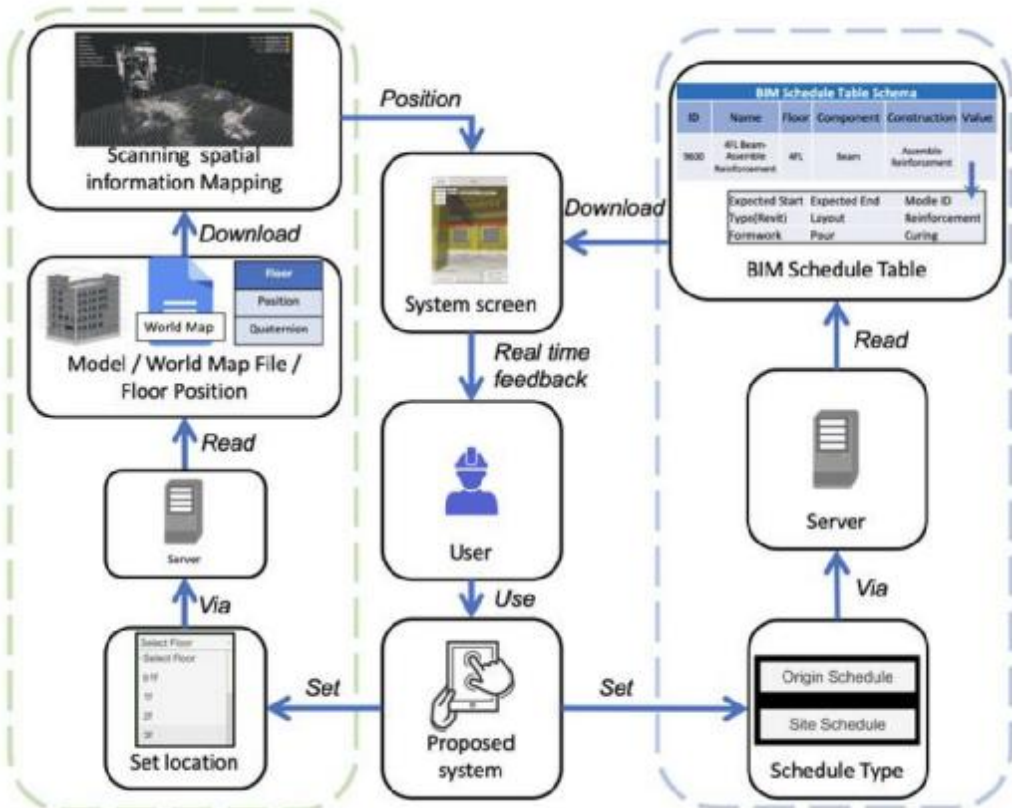 Scanning spatial
information Mapping
Position
Download
World Map
Floor
Position
Quaternion
Model / World Map File /
Floor Position
Read
Server
Via
Select Floor
-Select Floor
B1F
1F
2F
3F
Set location
Set
System screen
Real time
feedback
User
Use
Proposed
system
Set
Download
BIM Schedule Table Schema
ID Name Floor Component Construction Value
9600 4FL Beam-Assemble Reinforcement 4FL Beam Assemble Reinforcement
Expected Start Expected End Modle ID
Type(Revit) Layout Reinforcement
Formwork Pour Curing
BIM Schedule Table
Read
Server
Via
Origin Schedule
Site Schedule
Schedule Type